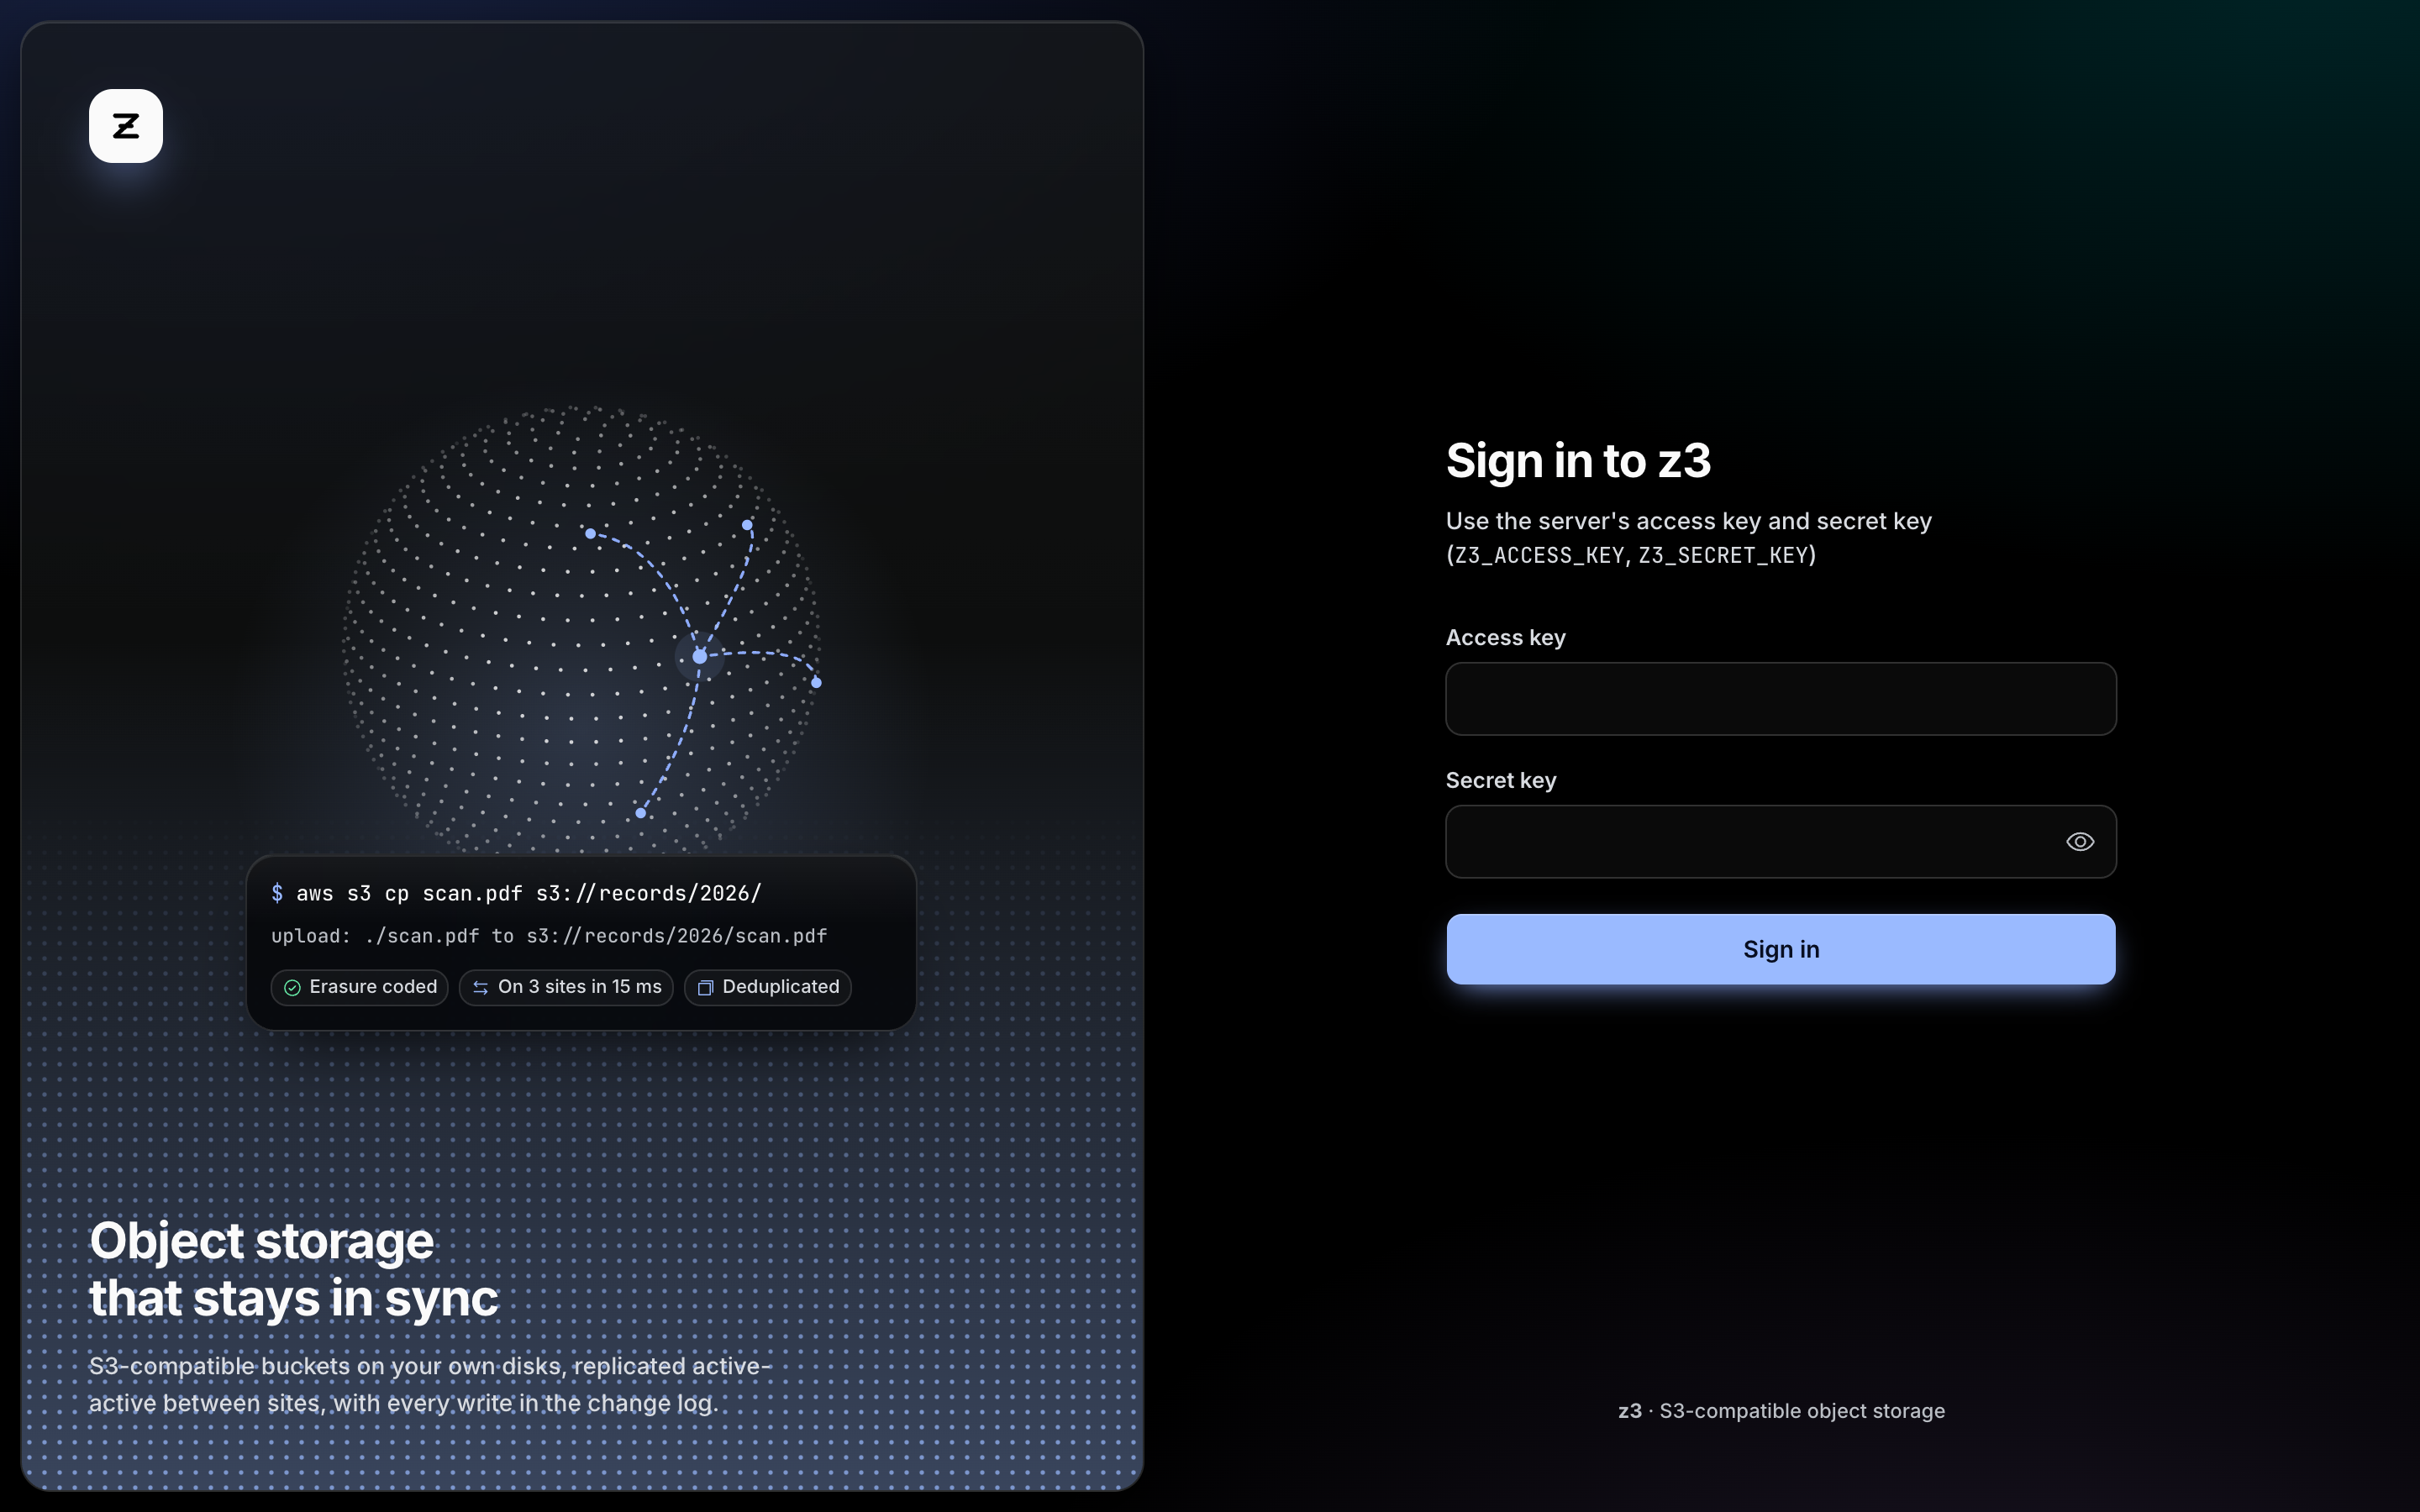 Z
$ aws s3 cp scan.pdf s3://records/2026/
upload: ./scan.pdf to s3://records/2026/scan.pdf
Erasure coded
On 3 sites in 15 ms
Deduplicated
Object storage
that stays in sync
S3-compatible buckets on your own disks, replicated active-
active between sites, with every write in the change log.
Sign in to z3
Use the server's access key and secret key
(Z3_ACCESS_KEY, Z3_SECRET_KEY)
Access key
Secret key
Sign in
z3 · S3-compatible object storage